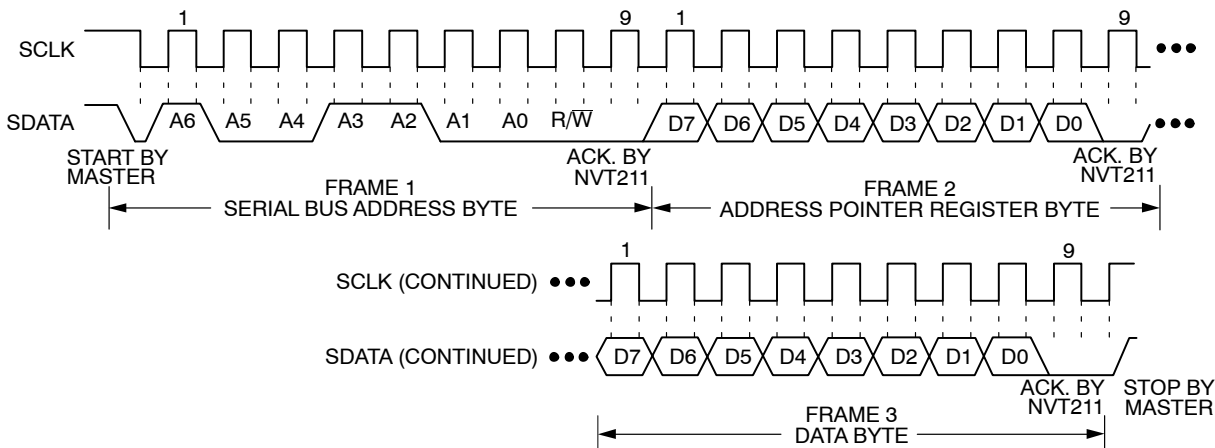 1 9 1 9
SCLK
SDATA A6 A5 A4 A3 A2 A1 A0 R/W̅ D7 D6 D5 D4 D3 D2 D1 D0
START BY
MASTER
ACK. BY
NVT211
ACK. BY
NVT211
FRAME 1
SERIAL BUS ADDRESS BYTE
FRAME 2
ADDRESS POINTER REGISTER BYTE
1 9
SCLK (CONTINUED)
SDATA (CONTINUED) D7 D6 D5 D4 D3 D2 D1 D0
ACK. BY
NVT211
STOP BY
MASTER
FRAME 3
DATA BYTE